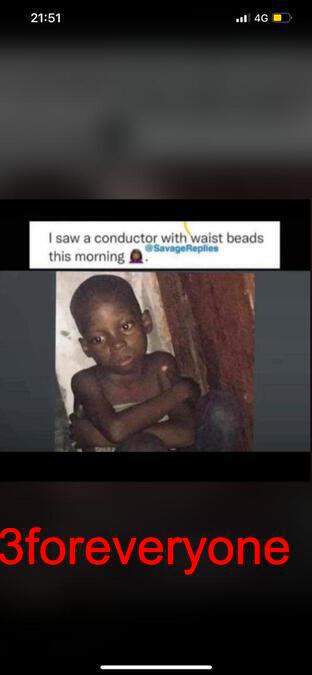 21:51
4G
I saw a conductor with waist beads
@SavageReplies
this morning 🤦🏾‍♀️.
3foreveryone